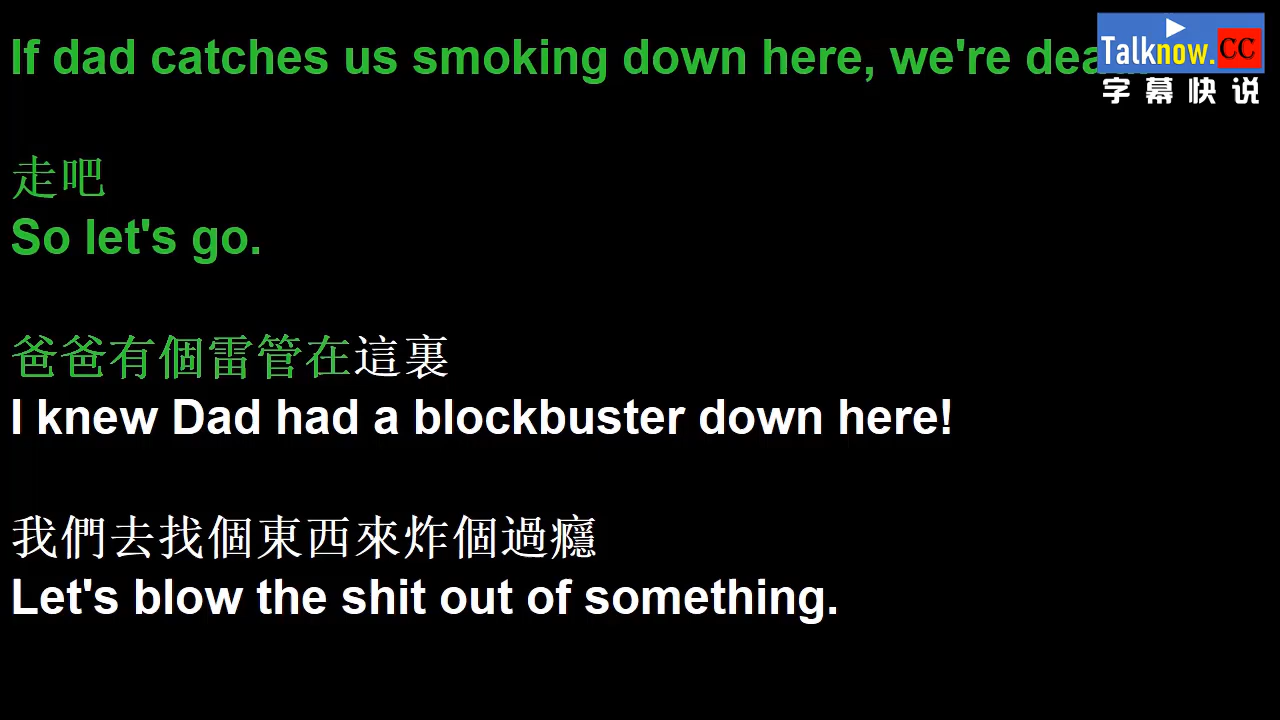 If dad catches us smoking down here, we're
Talknow.CC
字幕快说
走吧
So let's go.
爸爸有個雷管在這裏
I knew Dad had a blockbuster down here!
我們去找個東西來炸個過癮
Let's blow the shit out of something.